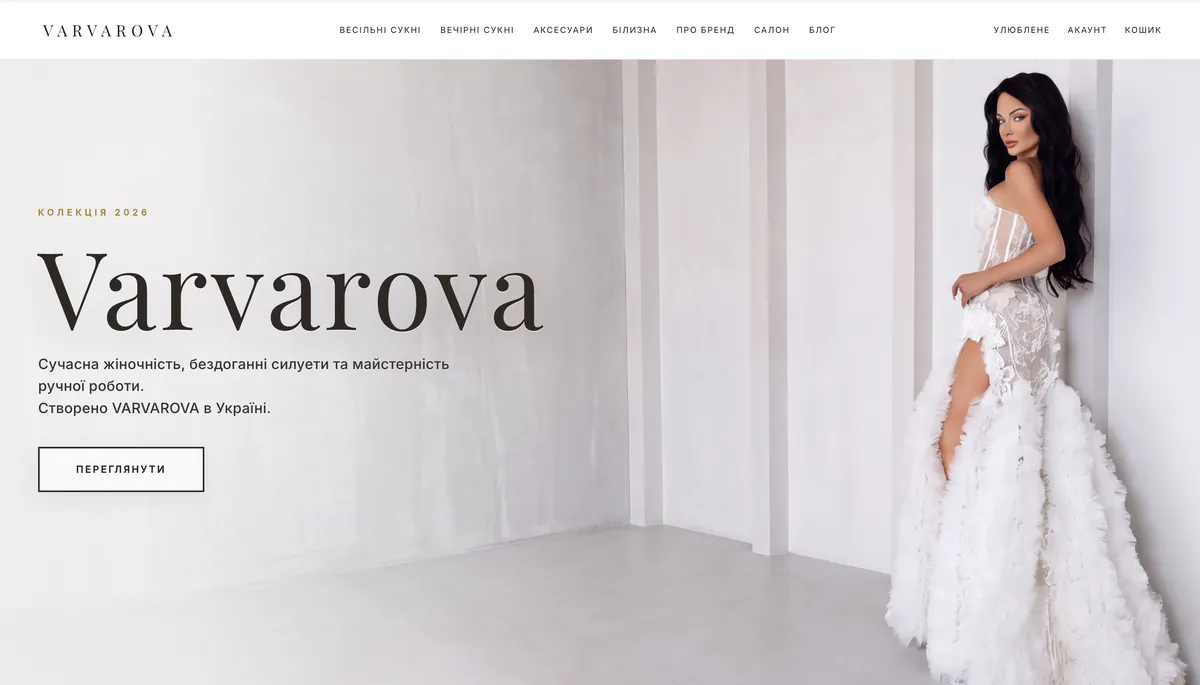 VARVAROVA
ВЕСІЛЬНІ СУКНІ ВЕЧІРНІ СУКНІ АКСЕСУАРИ БІЛИЗНА ПРО БРЕНД САЛОН БЛОГ
УЛЮБЛЕНЕ АКАУНТ КОШИК
КОЛЕКЦІЯ 2026
Varvarova
Сучасна жіночність, бездоганні силуети та майстерність
ручної роботи.
Створено VARVAROVA в Україні.
ПЕРЕГЛЯНУТИ